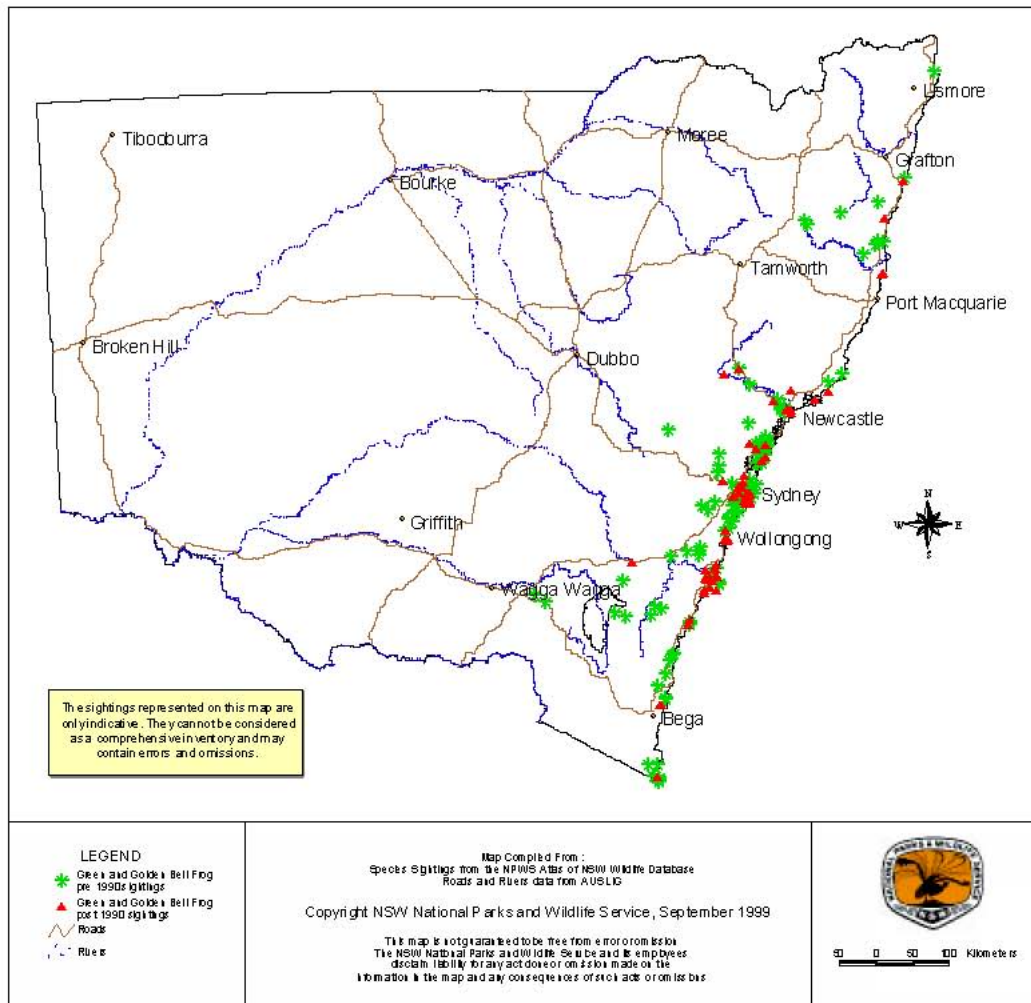 Lismore
Tibooburra
Moree
Grafton
Bourke
Tamworth
Port Macquarie
Broken Hill
Dubbo
Newcastle
Sydney
Griffith
Wollongong
Wagga Wagga
Bega
N
W E
S
The sightings represented on this map are
only indicative. They cannot be considered
as a comprehensive inventory and may
contain errors and omissions.
LEGEND
Green and Golden Bell Frog
pre 1990 sightings
Green and Golden Bell Frog
post 1990 sightings
Roads
Rivers
Map Compiled From :
Species Sightings from the NPWS Atlas of NSW Wildlife Database
Roads and Rivers data from AUSLIG
Copyright NSW National Parks and Wildlife Service, September 1999
This map is not guaranteed to be free from error or omission
The NSW National Parks and Wildlife Service and its employees
disclaim liability for any act done or omission made on the
information in the map and any consequences of such acts or omissions
NATIONAL PARKS & WILDLIFE SERVICE
50 0 50 100 Kilometers